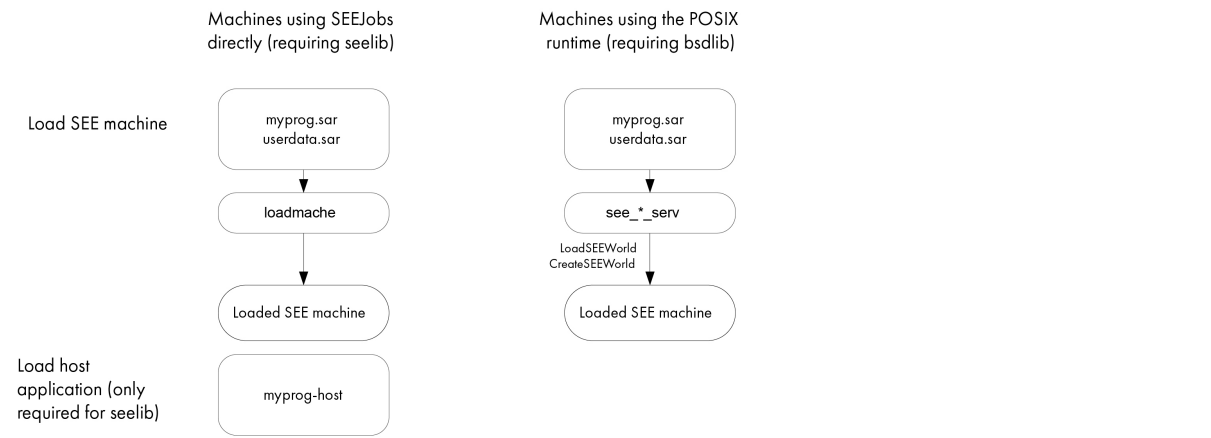 Machines using SEEJobs
directly (requiring seelib)
Machines using the POSIX
runtime (requiring bsdlib)
Load SEE machine
myprog.sar
userdata.sar
myprog.sar
userdata.sar
loadmache
see_*_serv
LoadSEEWorld
CreateSEEWorld
Loaded SEE machine
Loaded SEE machine
Load host
application (only
required for seelib)
myprog-host